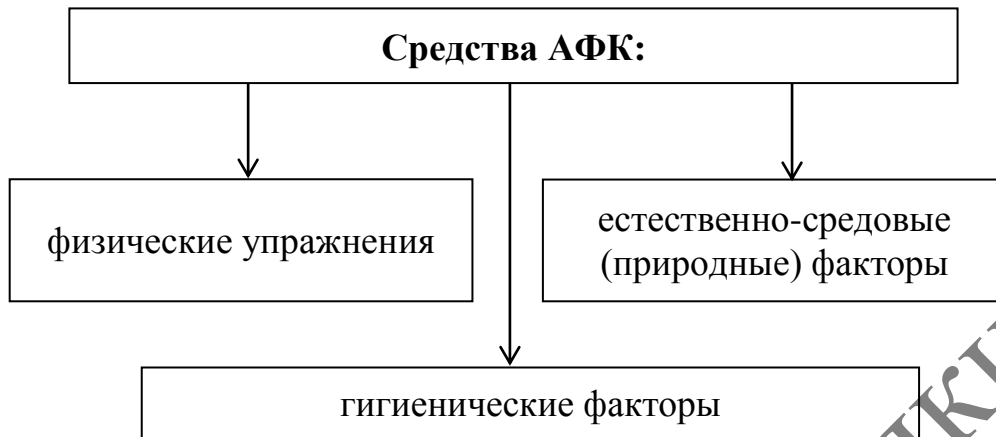 Средства АФК:
физические упражнения
естественно-средовые
(природные) факторы
гигиенические факторы